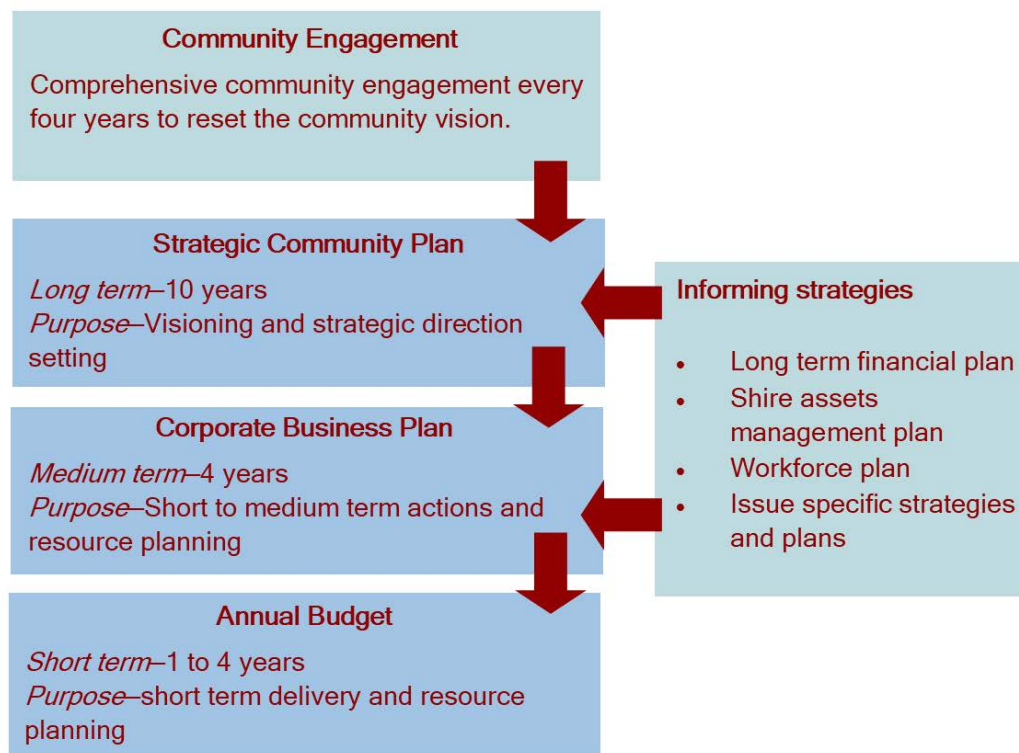 Community Engagement
Comprehensive community engagement every
four years to reset the community vision.
Strategic Community Plan
Long term–10 years
Purpose–Visioning and strategic direction
setting
Corporate Business Plan
Medium term–4 years
Purpose–Short to medium term actions and
resource planning
Annual Budget
Short term–1 to 4 years
Purpose–short term delivery and resource
planning
Informing strategies
• Long term financial plan
• Shire assets
management plan
• Workforce plan
• Issue specific strategies
and plans